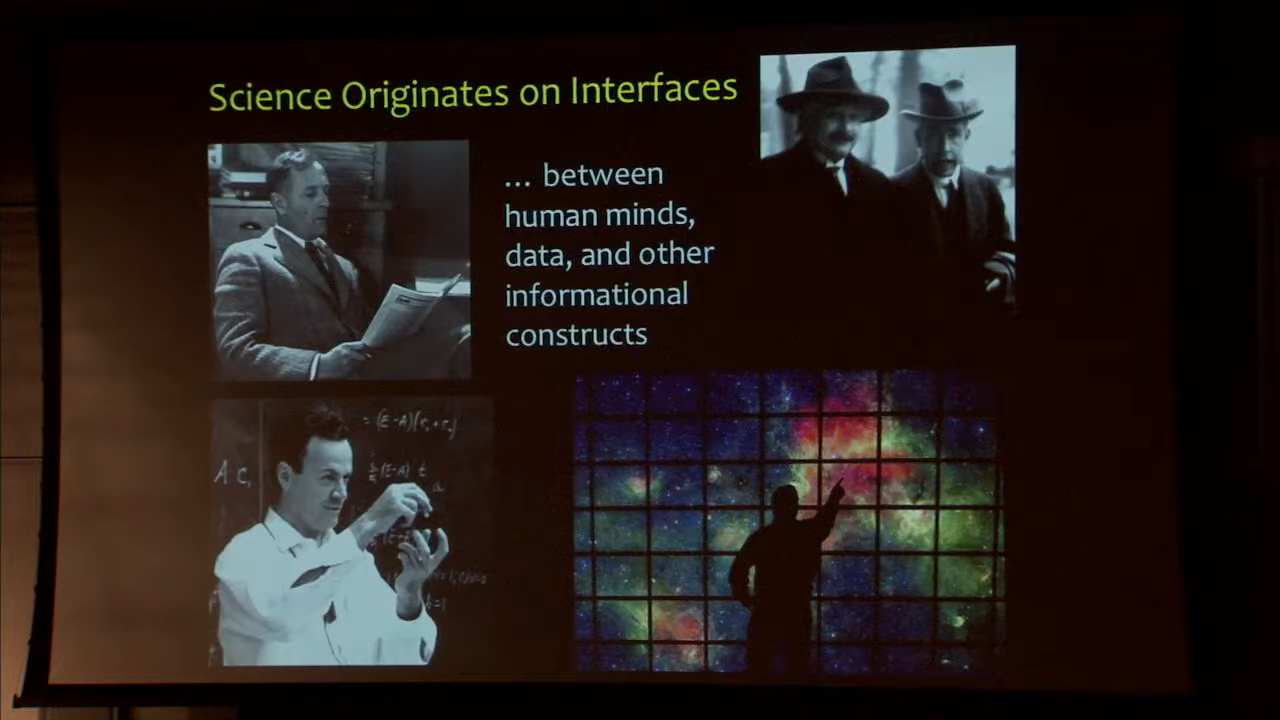 Science Originates on Interfaces
... between
human minds,
data, and other
informational
constructs
A C,